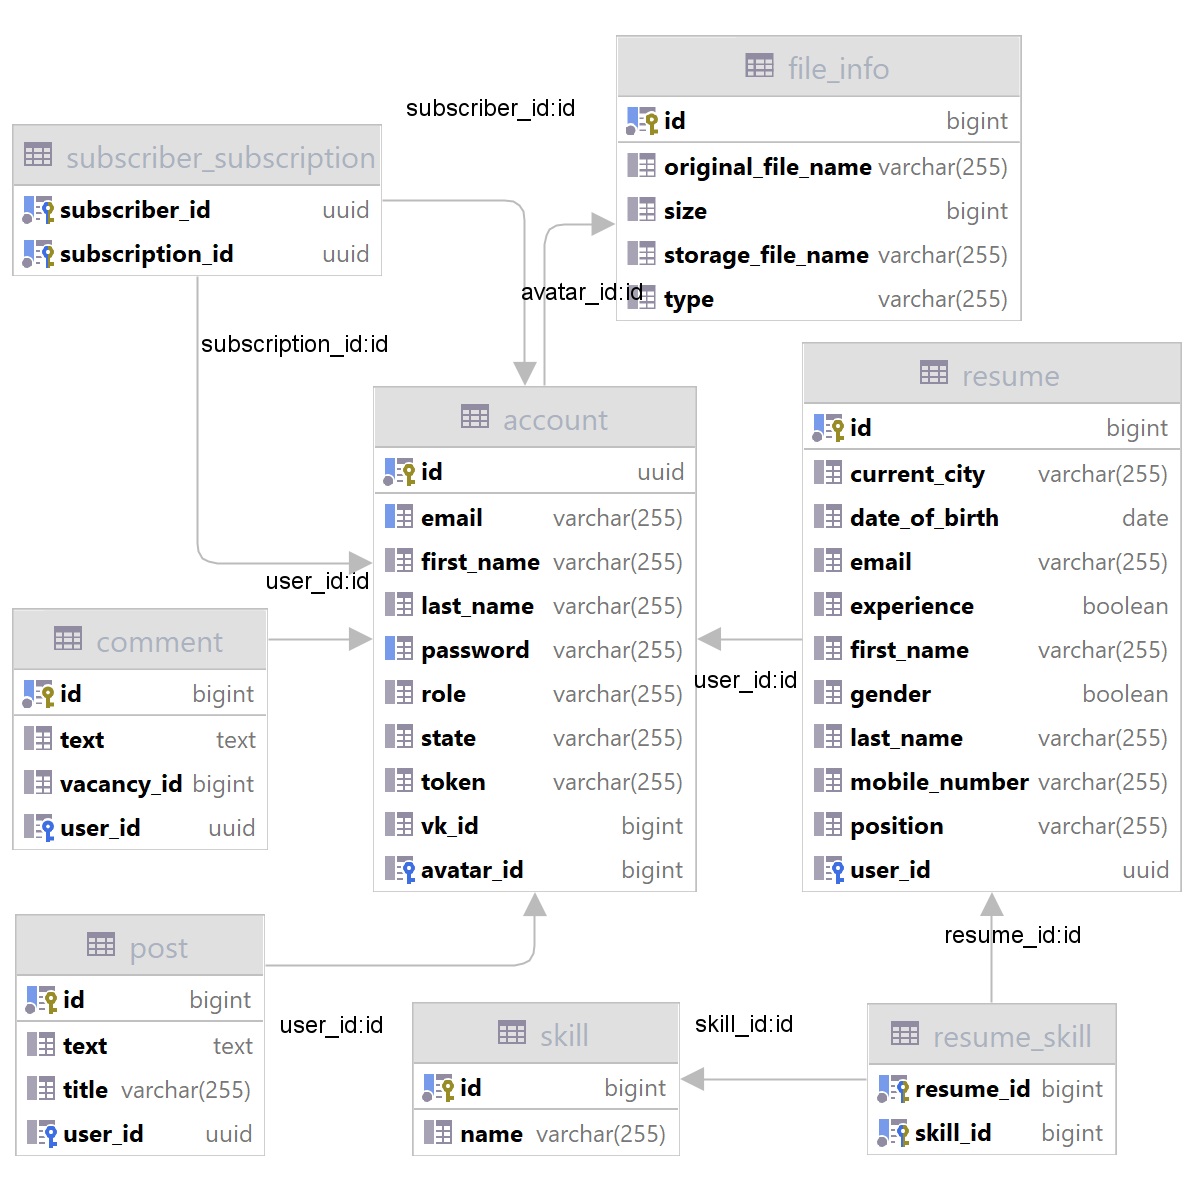 subscriber_id:id
file_info
id bigint
original_file_name varchar(255)
size bigint
storage_file_name varchar(255)
type varchar(255)
subscriber_subscription
subscriber_id uuid
subscription_id uuid
avatar_id:id
subscription_id:id
account
id uuid
email varchar(255)
first_name varchar(255)
last_name varchar(255)
password varchar(255)
role varchar(255)
state varchar(255)
token varchar(255)
vk_id bigint
avatar_id bigint
resume
id bigint
current_city varchar(255)
date_of_birth date
email varchar(255)
experience boolean
first_name varchar(255)
gender boolean
last_name varchar(255)
mobile_number varchar(255)
position varchar(255)
user_id uuid
user_id:id
user_id:id
comment
id bigint
text text
vacancy_id bigint
user_id uuid
resume_id:id
post
id bigint
text text
title varchar(255)
user_id uuid
user_id:id
skill
id bigint
name varchar(255)
skill_id:id
resume_skill
resume_id bigint
skill_id bigint